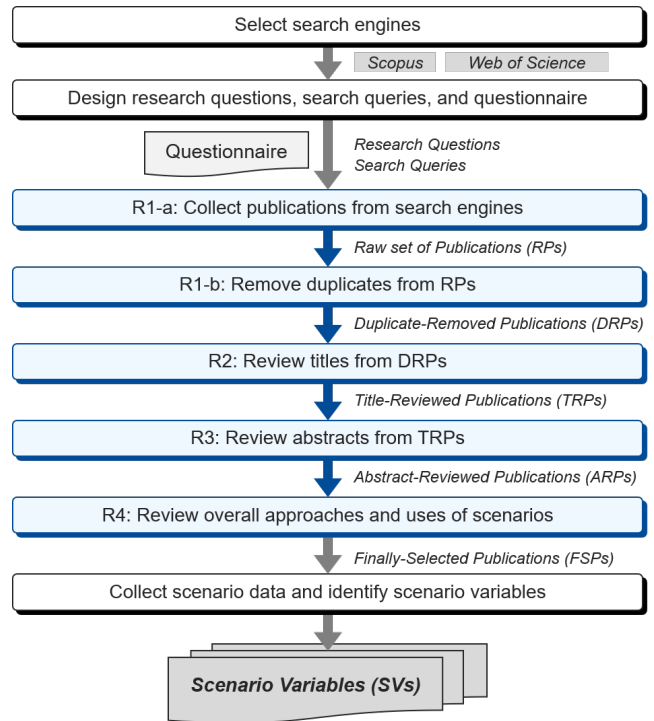 Select search engines
Scopus
Web of Science
Design research questions, search queries, and questionnaire
Questionnaire
Research Questions
Search Queries
R1-a: Collect publications from search engines
Raw set of Publications (RPs)
R1-b: Remove duplicates from RPs
Duplicate-Removed Publications (DRPs)
R2: Review titles from DRPs
Title-Reviewed Publications (TRPs)
R3: Review abstracts from TRPs
Abstract-Reviewed Publications (ARPs)
R4: Review overall approaches and uses of scenarios
Finally-Selected Publications (FSPs)
Collect scenario data and identify scenario variables
Scenario Variables (SVs)